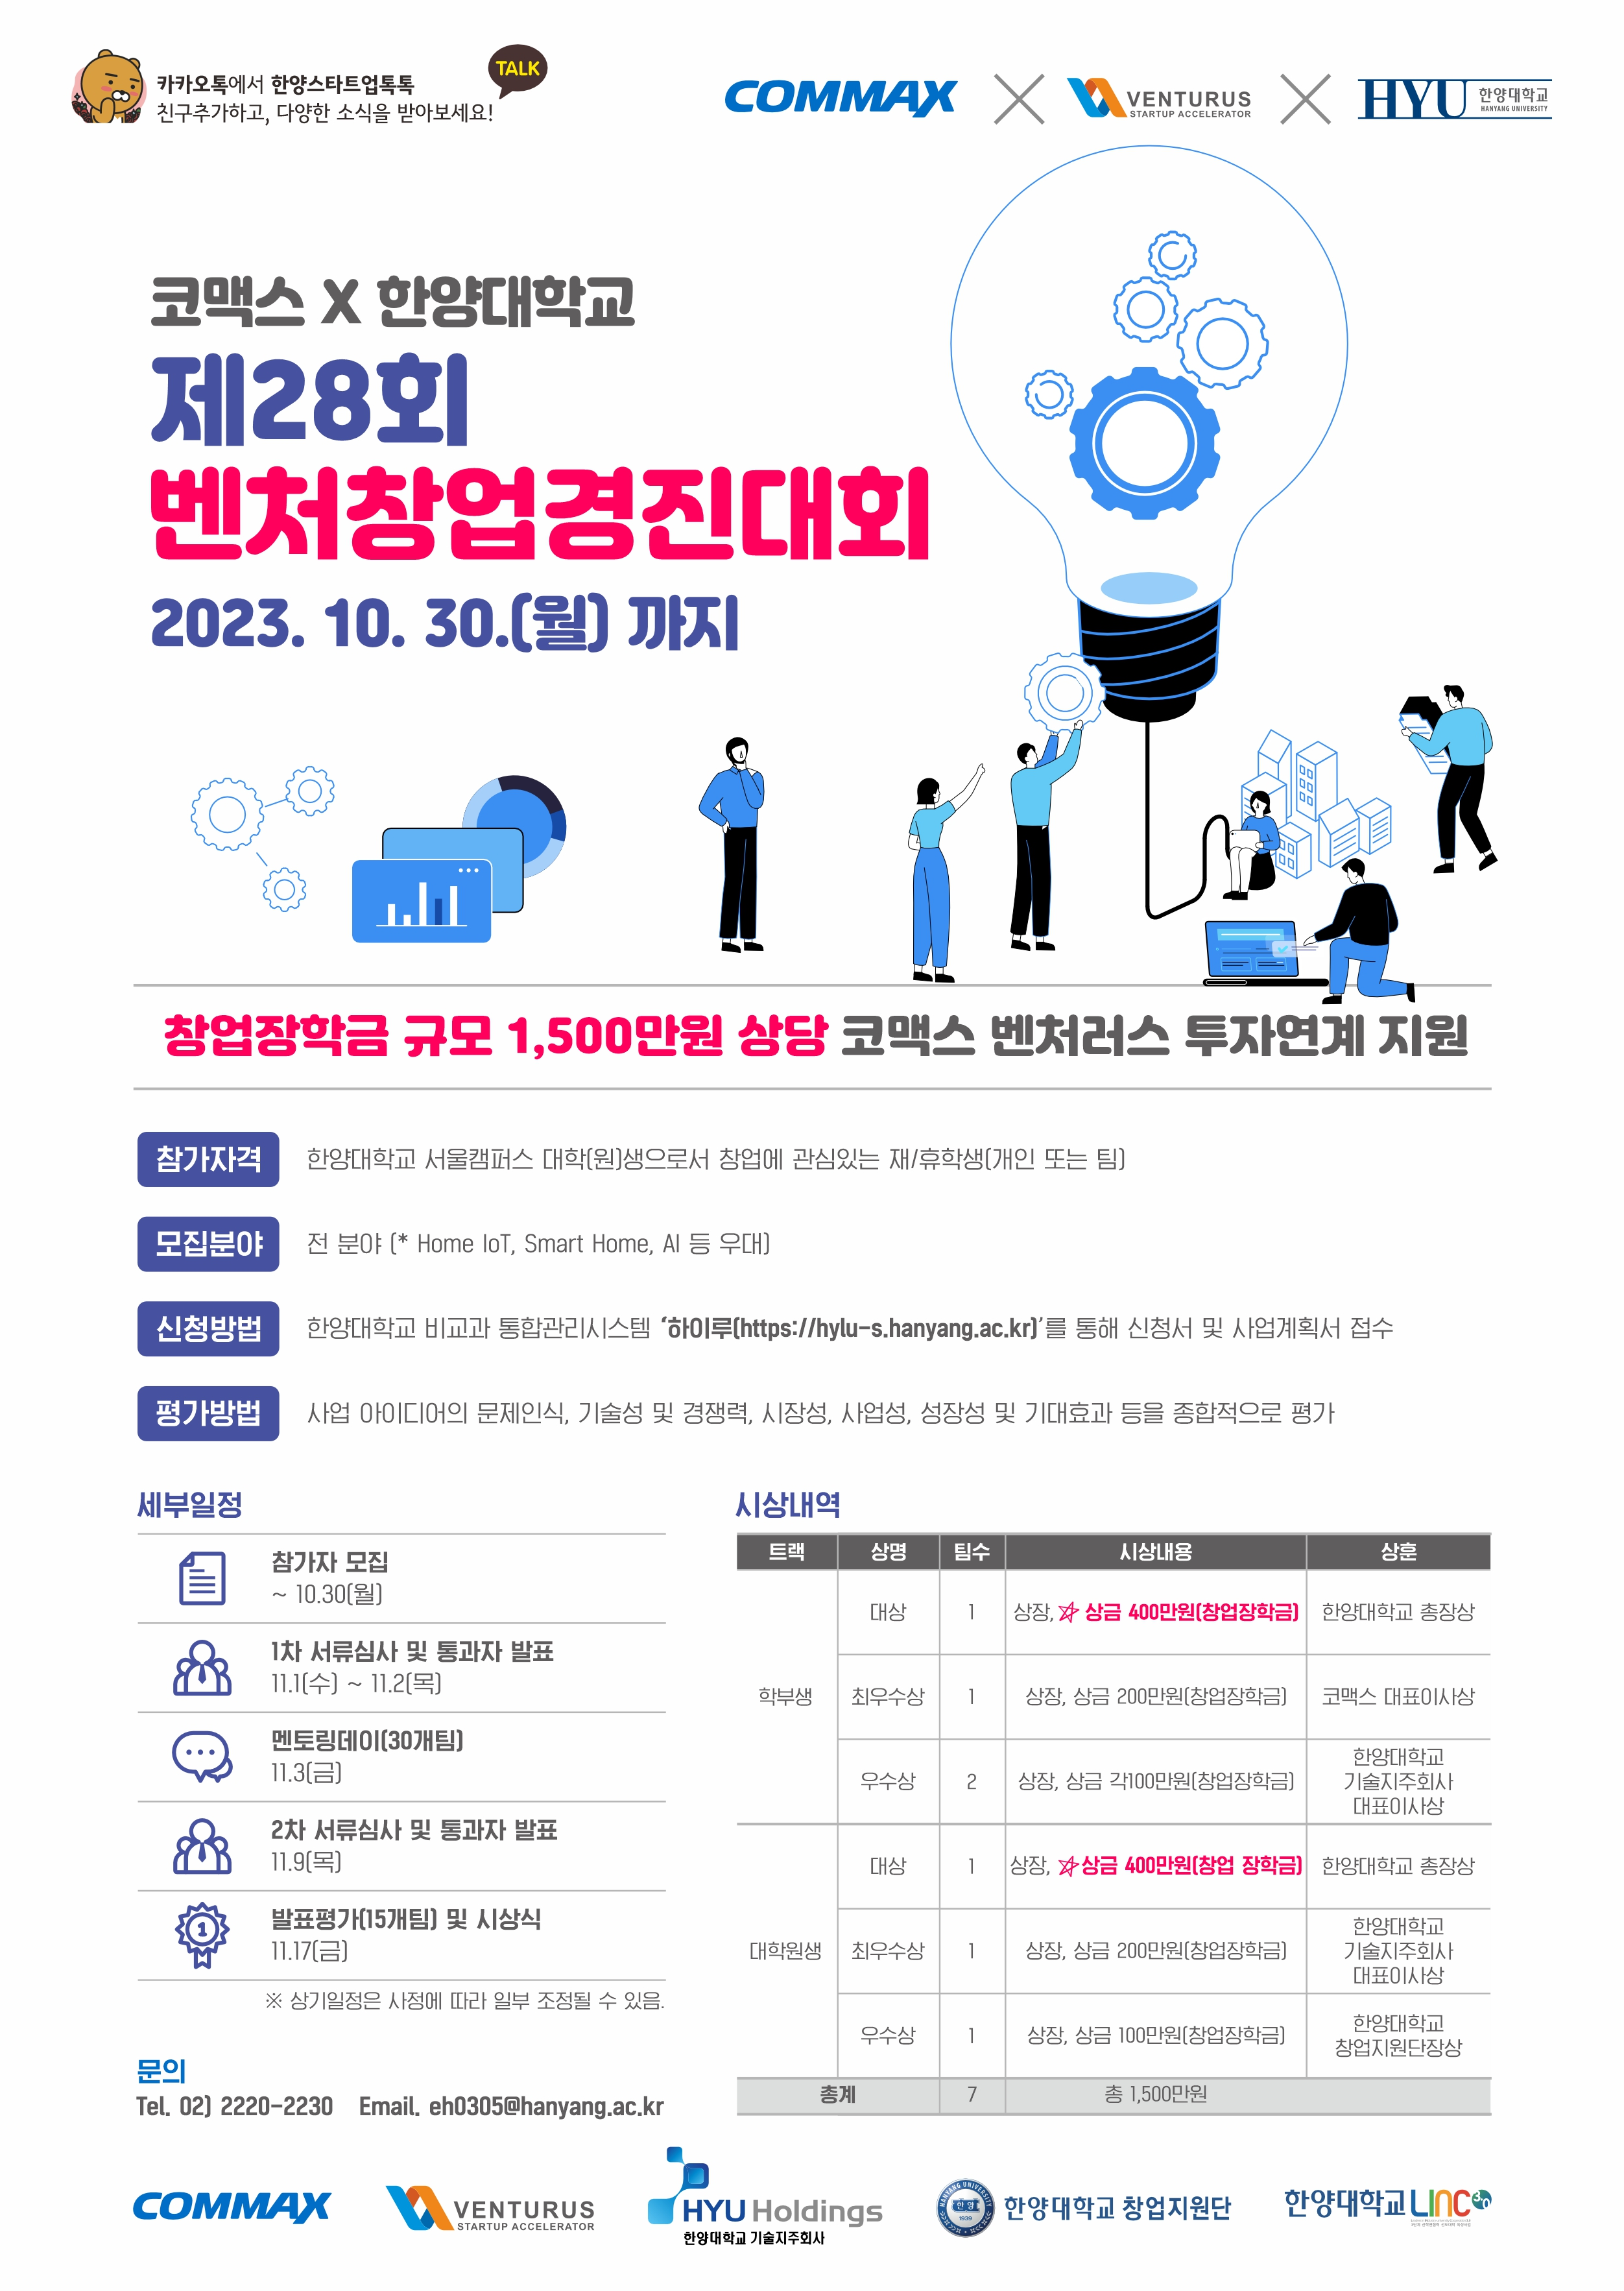 카카오톡에서 한양스타트업톡톡
친구추가하고, 다양한 소식을 받아보세요!
TALK
COMMAX
VENTURUS
STARTUP ACCELERATOR
HYU 한양대학교
HANYANG UNIVERSITY
코맥스 X 한양대학교
제28회
벤처창업경진대회
2023. 10. 30.(월) 까지
창업장학금 규모 1,500만원 상당 코맥스 벤처러스 투자연계 지원
참가자격 한양대학교 서울캠퍼스 대학(원)생으로서 창업에 관심있는 재/휴학생(개인 또는 팀)
모집분야 전 분야 (* Home IoT, Smart Home, AI 등 우대)
신청방법 한양대학교 비교과 통합관리시스템 ‘하이루(https://hylu-s.hanyang.ac.kr)’를 통해 신청서 및 사업계획서 접수
평가방법 사업 아이디어의 문제인식, 기술성 및 경쟁력, 시장성, 사업성, 성장성 및 기대효과 등을 종합적으로 평가
세부일정
참가자 모집
~ 10.30(월)
1차 서류심사 및 통과자 발표
11.1(수) ~ 11.2(목)
멘토링데이(30개팀)
11.3(금)
2차 서류심사 및 통과자 발표
11.9(목)
1
발표평가(15개팀) 및 시상식
11.17(금)
※ 상기일정은 사정에 따라 일부 조정될 수 있음.
문의
Tel. 02) 2220-2230 Email. eh0305@hanyang.ac.kr
시상내역
트랙 상명 팀수 시상내용 상훈
학부생
대상 1 상장, 상금 400만원(창업장학금) 한양대학교 총장상
최우수상 1 상장, 상금 200만원(창업장학금) 코맥스 대표이사상
우수상 2 상장, 상금 각100만원(창업장학금) 한양대학교
기술지주회사
대표이사상
대학원생
대상 1 상장, 상금 400만원(창업 장학금) 한양대학교 총장상
최우수상 1 상장, 상금 200만원(창업장학금) 한양대학교
기술지주회사
대표이사상
우수상 1 상장, 상금 100만원(창업장학금) 한양대학교
창업지원단장상
총계 7 총 1,500만원
COMMAX
VENTURUS
STARTUP ACCELERATOR
HYU Holdings
한양대학교 기술지주회사
HANYANG UNIVERSITY
한양
1939
한양대학교 창업지원단
한양대학교 LINC 3.0